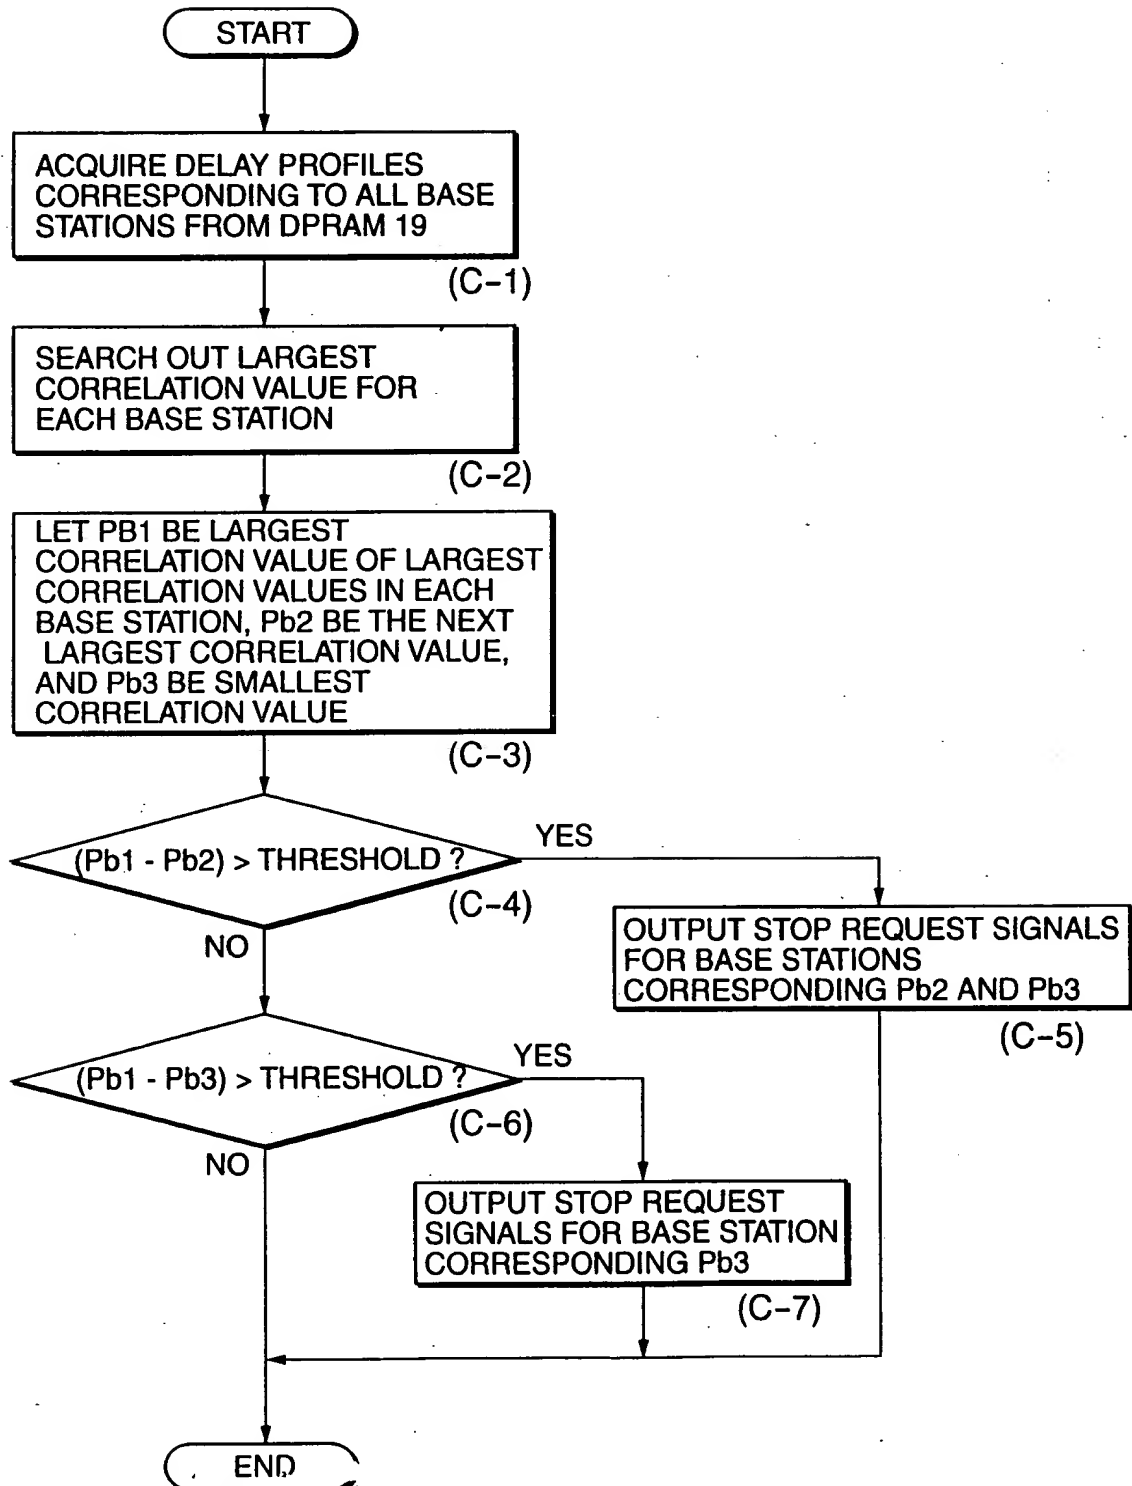 START
ACQUIRE DELAY PROFILES
CORRESPONDING TO ALL BASE
STATIONS FROM DPRAM 19
(C-1)
SEARCH OUT LARGEST
CORRELATION VALUE FOR
EACH BASE STATION
(C-2)
LET PB1 BE LARGEST
CORRELATION VALUE OF LARGEST
CORRELATION VALUES IN EACH
BASE STATION, Pb2 BE THE NEXT
LARGEST CORRELATION VALUE,
AND Pb3 BE SMALLEST
CORRELATION VALUE
(C-3)
(Pb1 - Pb2) > THRESHOLD ?
YES
(C-4)
NO
OUTPUT STOP REQUEST SIGNALS
FOR BASE STATIONS
CORRESPONDING Pb2 AND Pb3
(C-5)
(Pb1 - Pb3) > THRESHOLD ?
YES
(C-6)
NO
OUTPUT STOP REQUEST
SIGNALS FOR BASE STATION
CORRESPONDING Pb3
(C-7)
END